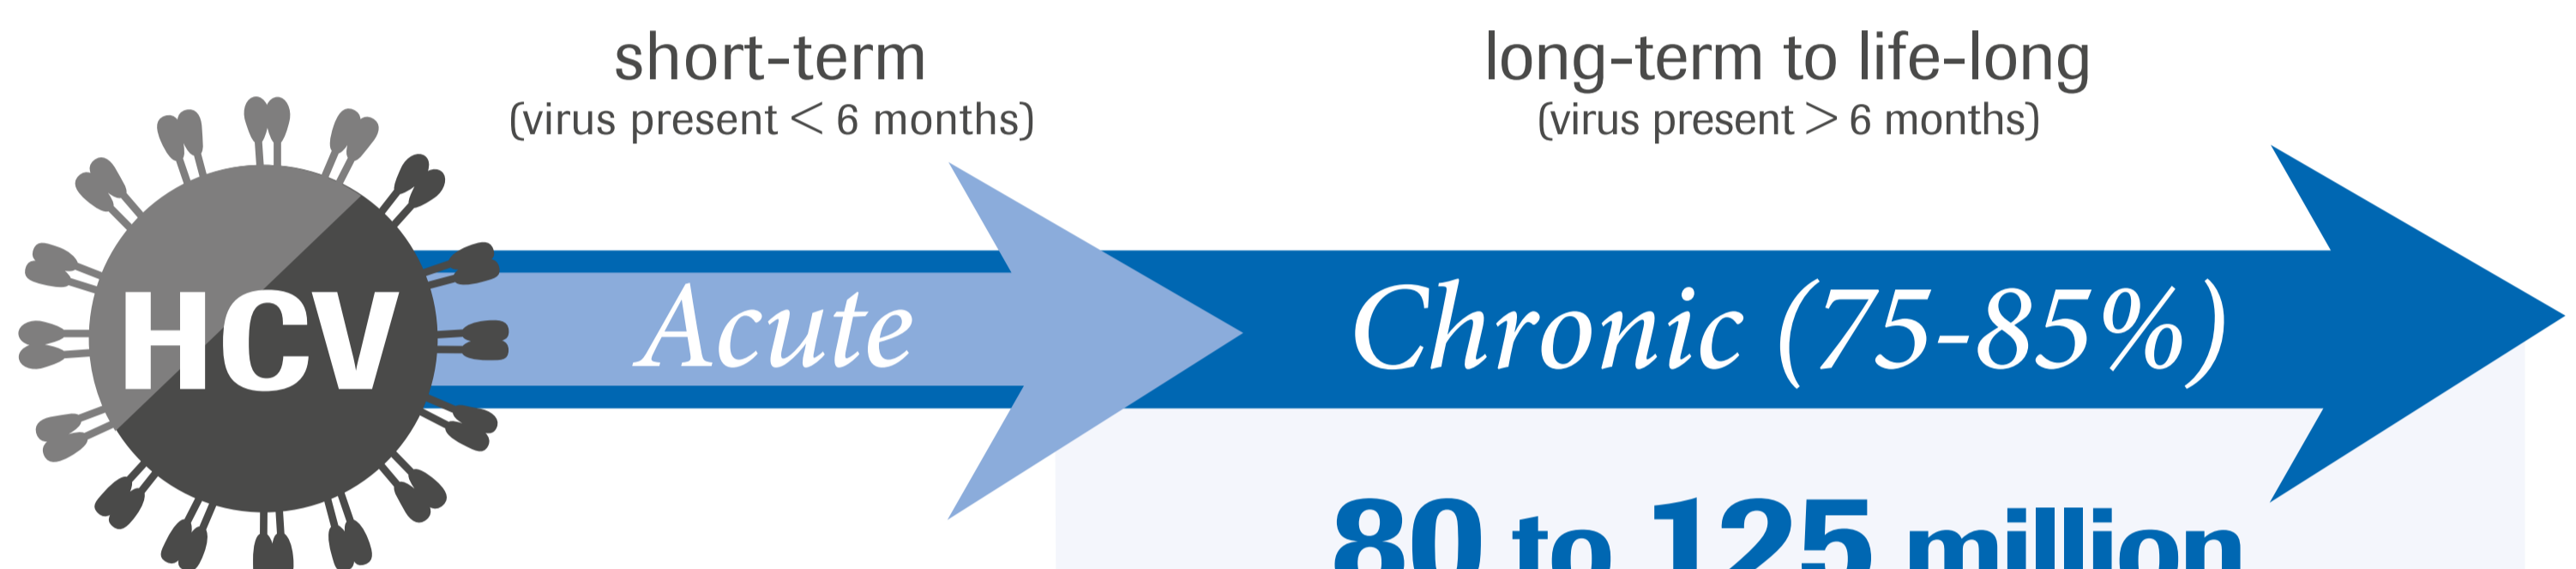 short-term
(virus present < 6 months)
long-term to life-long
(virus present > 6 months)
HCV
Acute
Chronic (75-85%)
80 to 125 million